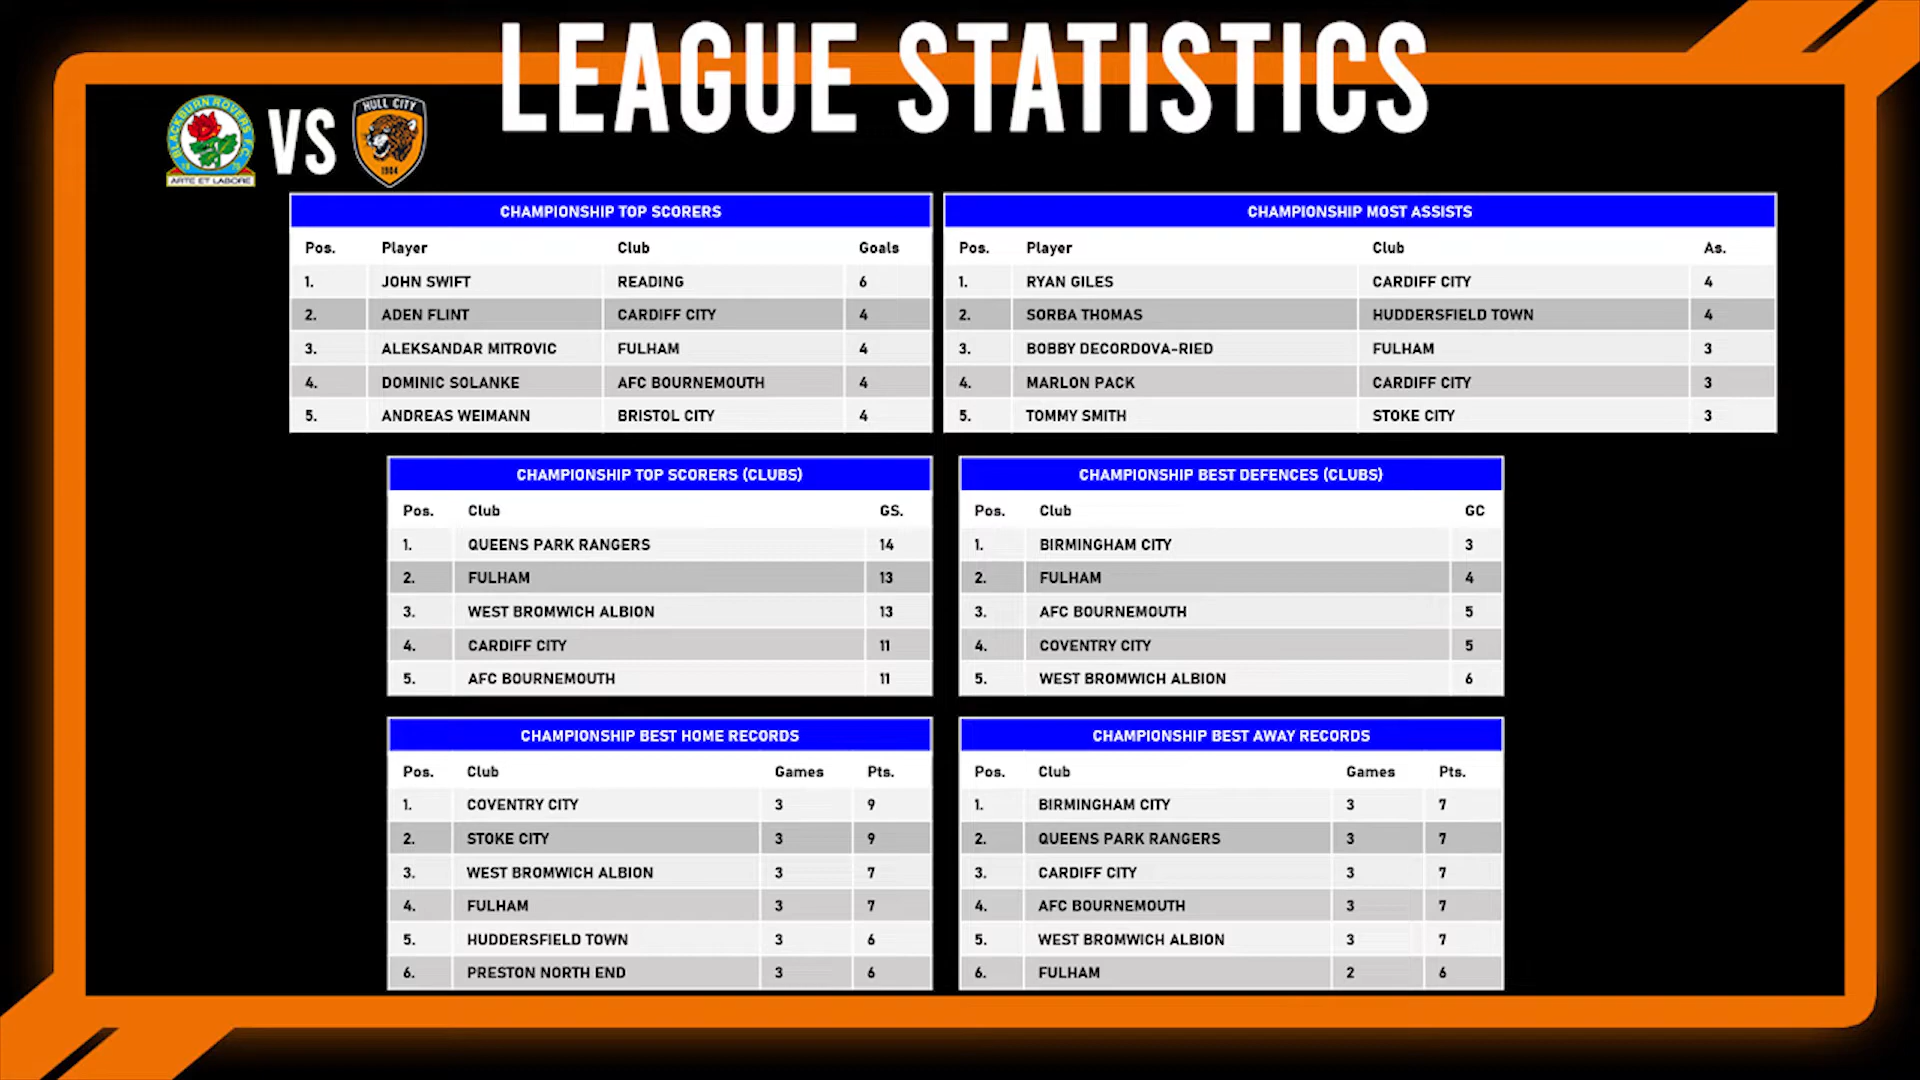 LEAGUE STATISTICS
BLACKBURN ROVERS F.C.
ARTE ET LABORE
VS
HULL CITY
1904
CHAMPIONSHIP TOP SCORERS
Pos. Player Club Goals
1. JOHN SWIFT READING 6
2. ADEN FLINT CARDIFF CITY 4
3. ALEKSANDAR MITROVIC FULHAM 4
4. DOMINIC SOLANKE AFC BOURNEMOUTH 4
5. ANDREAS WEIMANN BRISTOL CITY 4
CHAMPIONSHIP MOST ASSISTS
Pos. Player Club As.
1. RYAN GILES CARDIFF CITY 4
2. SORBA THOMAS HUDDERSFIELD TOWN 4
3. BOBBY DECORDOVA-RIED FULHAM 3
4. MARLON PACK CARDIFF CITY 3
5. TOMMY SMITH STOKE CITY 3
CHAMPIONSHIP TOP SCORERS (CLUBS)
Pos. Club GS.
1. QUEENS PARK RANGERS 14
2. FULHAM 13
3. WEST BROMWICH ALBION 13
4. CARDIFF CITY 11
5. AFC BOURNEMOUTH 11
CHAMPIONSHIP BEST DEFENCES (CLUBS)
Pos. Club GC
1. BIRMINGHAM CITY 3
2. FULHAM 4
3. AFC BOURNEMOUTH 5
4. COVENTRY CITY 5
5. WEST BROMWICH ALBION 6
CHAMPIONSHIP BEST HOME RECORDS
Pos. Club Games Pts.
1. COVENTRY CITY 3 9
2. STOKE CITY 3 9
3. WEST BROMWICH ALBION 3 7
4. FULHAM 3 7
5. HUDDERSFIELD TOWN 3 6
6. PRESTON NORTH END 3 6
CHAMPIONSHIP BEST AWAY RECORDS
Pos. Club Games Pts.
1. BIRMINGHAM CITY 3 7
2. QUEENS PARK RANGERS 3 7
3. CARDIFF CITY 3 7
4. AFC BOURNEMOUTH 3 7
5. WEST BROMWICH ALBION 3 7
6. FULHAM 2 6